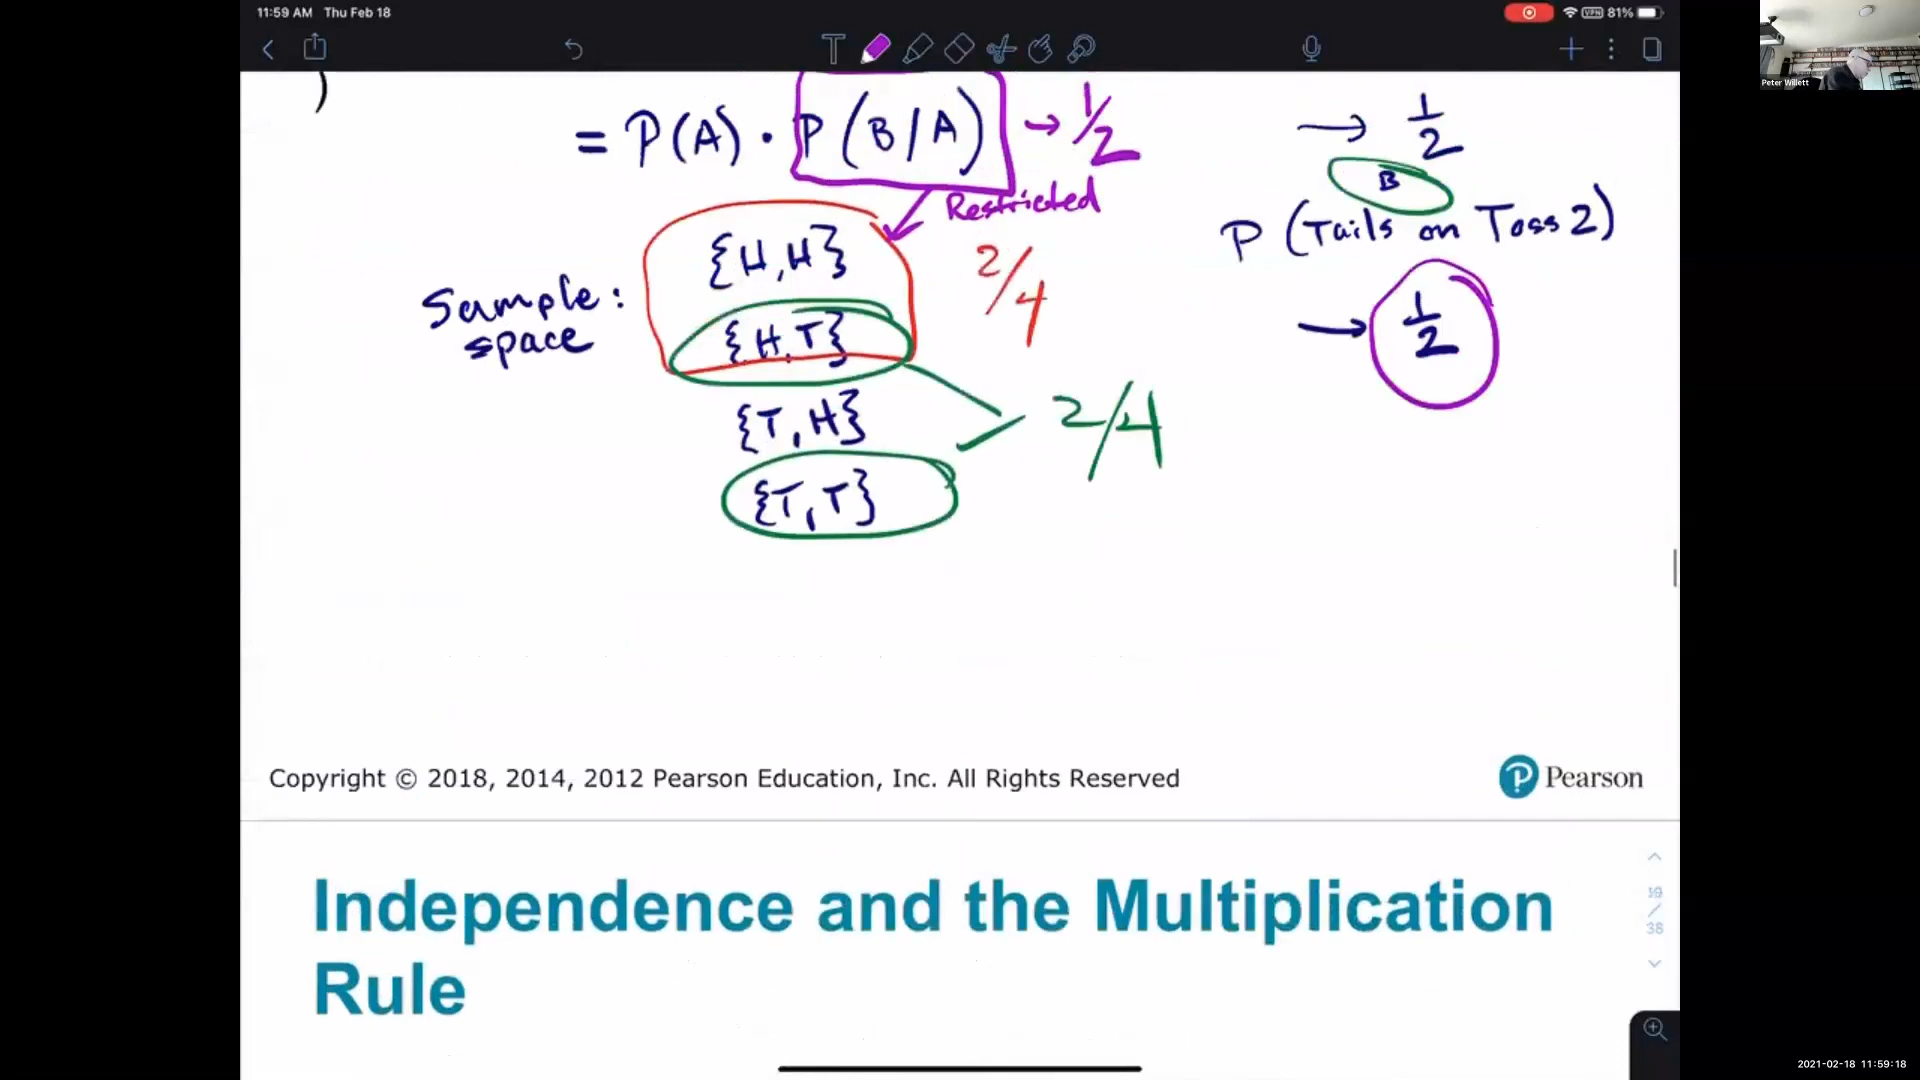 11:59 AM Thu Feb 18
VPN 81%
Peter Willett
)
= P(A) · P(B/A) → 1/2
→ 1/2
Restricted
B
P (Tails on Toss 2)
→ 1/2
Sample :
space
{H,H}
2/4
{H,T}
{T,H}
2/4
{T,T}
Copyright © 2018, 2014, 2012 Pearson Education, Inc. All Rights Reserved
Pearson
Independence and the Multiplication
Rule
19
/
38
2021-02-18 11:59:18